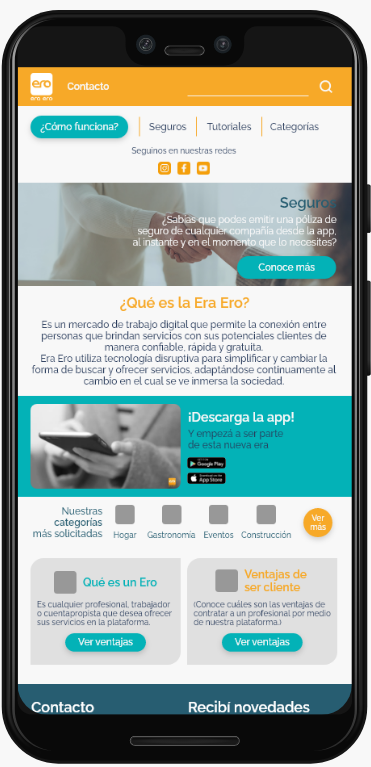 ero
ero ero
Contacto
¿Cómo funciona?
Seguros
Tutoriales
Categorías
Seguinos en nuestras redes
Seguros
¿Sabías que podes emitir una póliza de
seguro de cualquier compañía desde la app,
al instante y en el momento que lo necesites?
Conoce más
¿Qué es la Era Ero?
Es un mercado de trabajo digital que permite la conexión entre
personas que brindan servicios con sus potenciales clientes de
manera confiable, rápida y gratuita.
Era Ero utiliza tecnología disruptiva para simplificar y cambiar la
forma de buscar y ofrecer servicios, adaptándose continuamente al
cambio en el cual se ve inmersa la sociedad.
¡Descarga la app!
Y empezá a ser parte
de esta nueva era
Google Play
App Store
Nuestras
categorías
más solicitadas
Hogar
Gastronomía
Eventos
Construcción
Ver
más
Qué es un Ero
Es cualquier profesional, trabajador
o cuentapropista que desea ofrecer
sus servicios en la plataforma.
Ver ventajas
Ventajas de
ser cliente
(Conoce cuáles son las ventajas de
contratar a un profesional por medio
de nuestra plataforma.)
Ver ventajas
Contacto
Recibí novedades